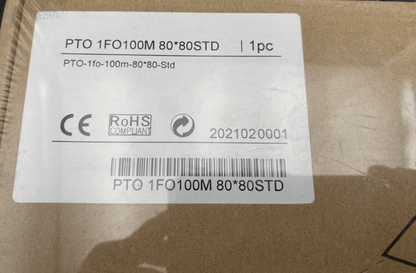 PTO 1FO100M 80*80STD | 1pc
PTO-1fo-100m-80*80-Std
CE RoHS COMPLIANT 2021020001
PTO 1FO100M 80*80STD